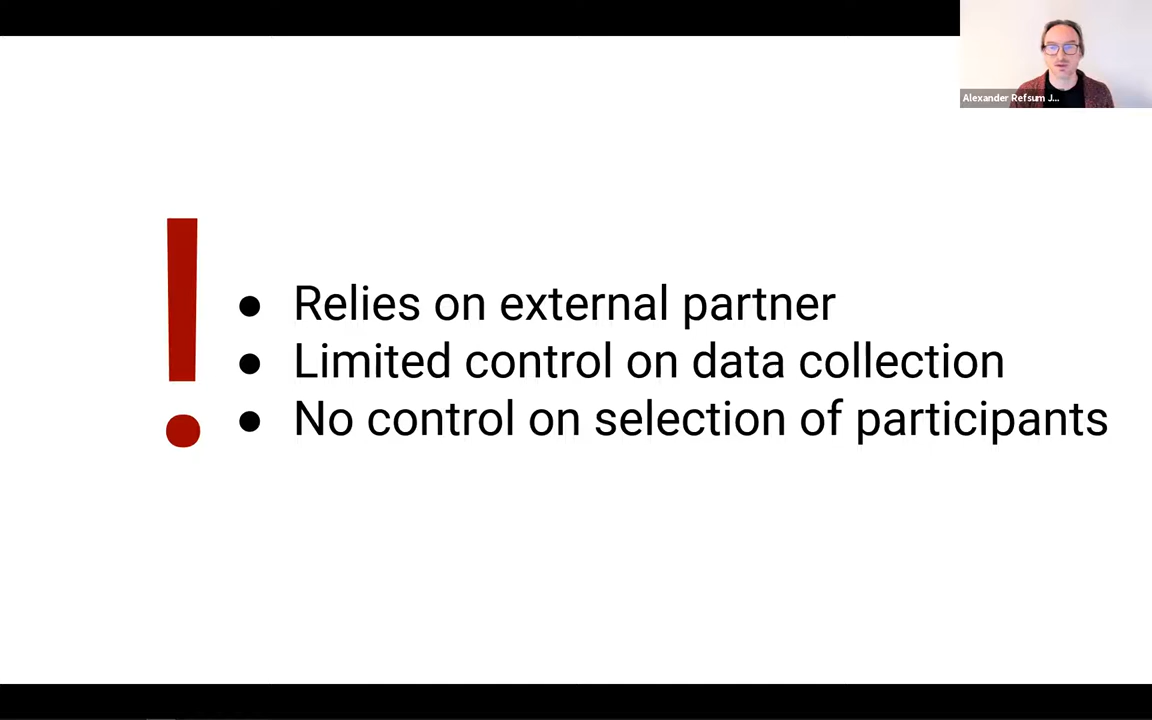 Alexander Refsum J...
!
● Relies on external partner
● Limited control on data collection
● No control on selection of participants